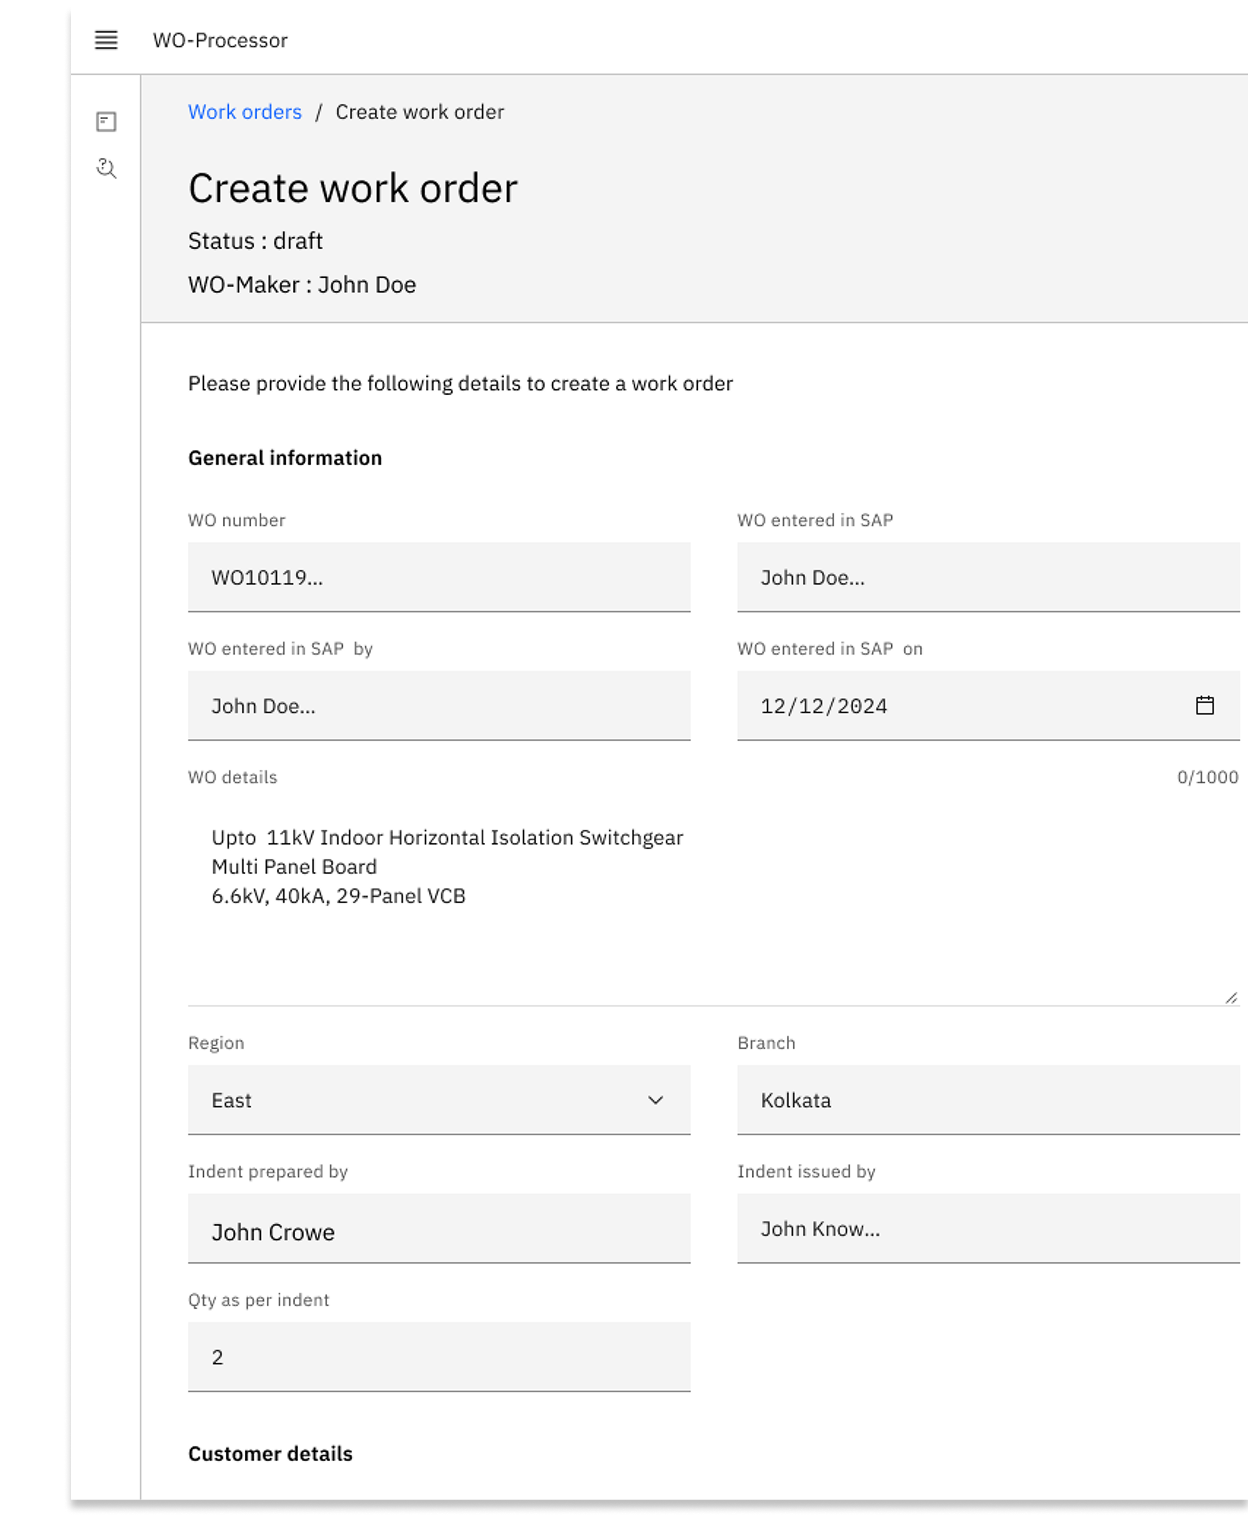 WO-Processor
Work orders / Create work order
Create work order
Status : draft
WO-Maker : John Doe
Please provide the following details to create a work order
General information
WO number
WO entered in SAP
WO10119...
John Doe...
WO entered in SAP  by
WO entered in SAP  on
John Doe...
12/12/2024
WO details
0/1000
Upto  11kV Indoor Horizontal Isolation Switchgear
Multi Panel Board
6.6kV, 40kA, 29-Panel VCB
Region
Branch
East
Kolkata
Indent prepared by
Indent issued by
John Crowe
John Know...
Qty as per indent
2
Customer details